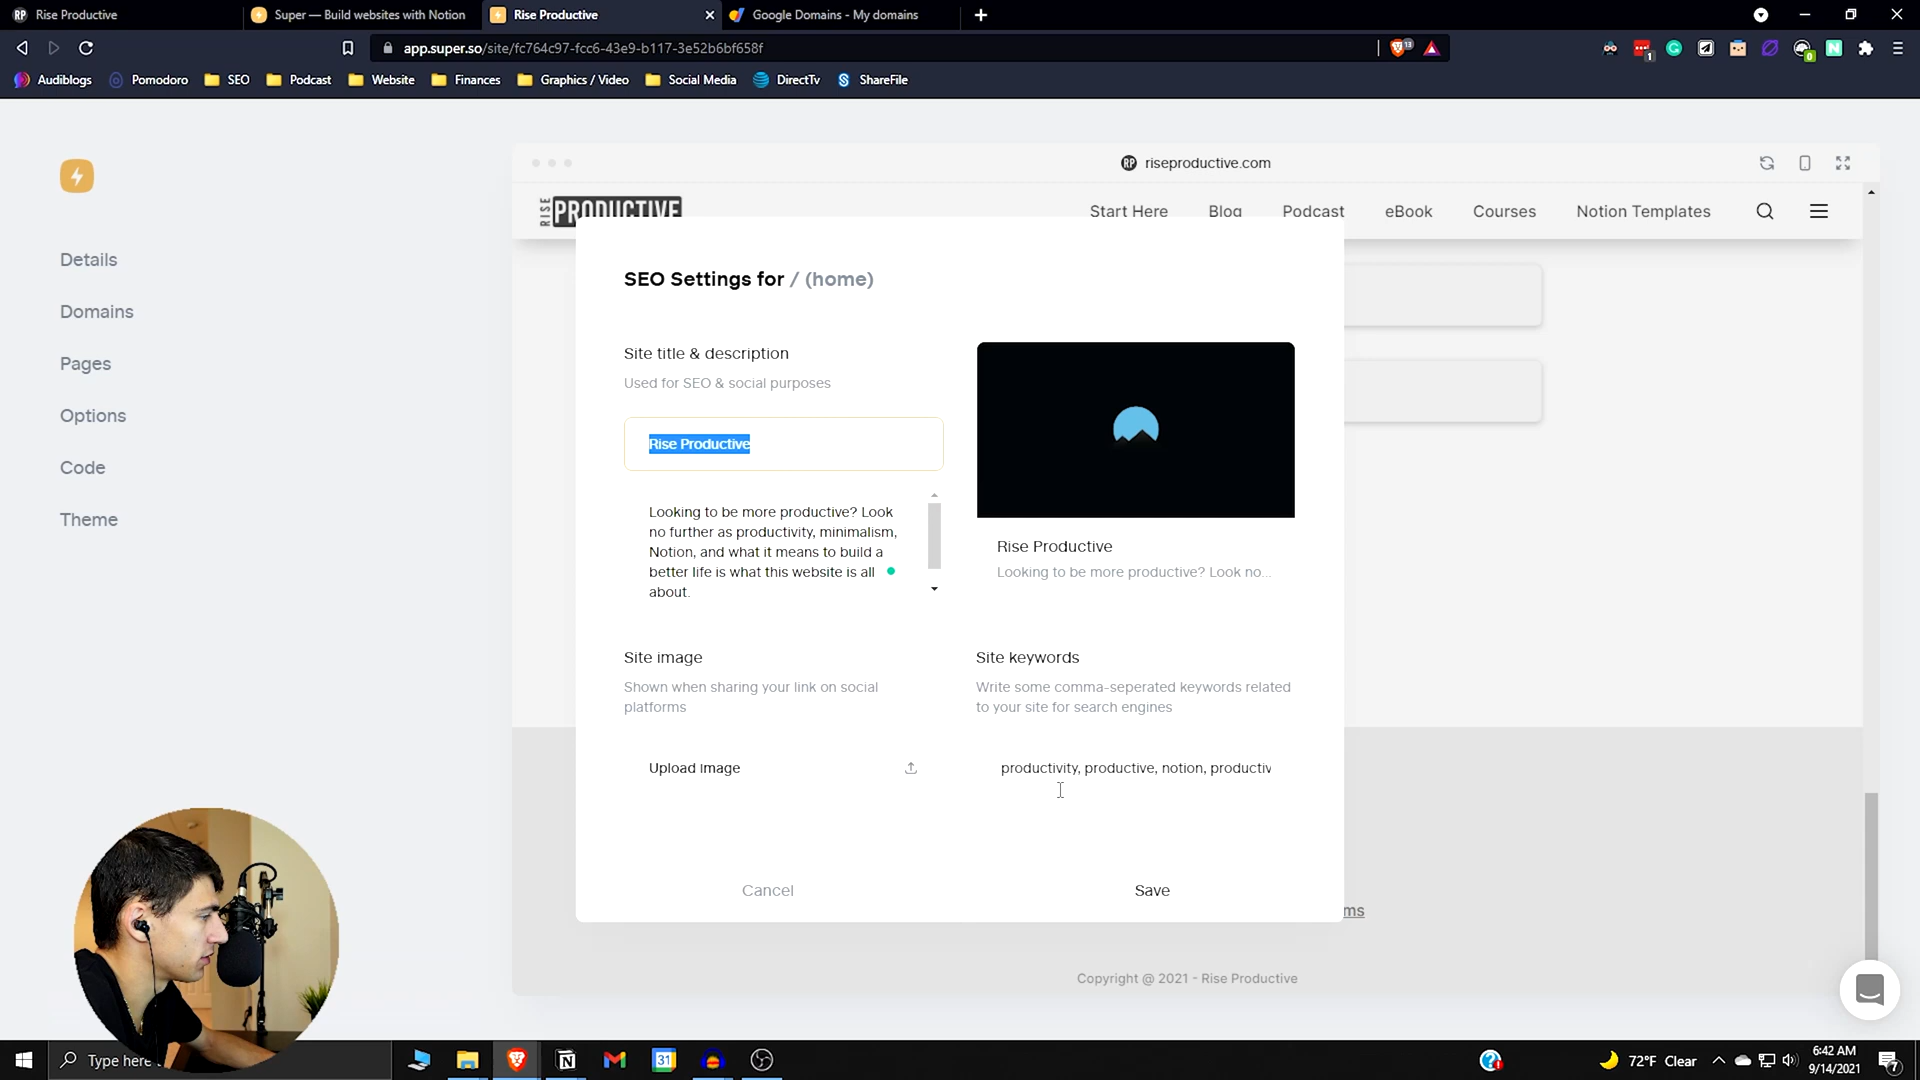 Rise Productive
Super — Build websites with Notion
Rise Productive
Google Domains - My domains
app.super.so/site/fc764c97-fcc6-43e9-b117-3e52b6bf658f
Audiblogs
Pomodoro
SEO
Podcast
Website
Finances
Graphics / Video
Social Media
DirectTv
ShareFile
riseproductive.com
RISE PRODUCTIVE
Start Here
Blog
Podcast
eBook
Courses
Notion Templates
Details
Domains
Pages
Options
Code
Theme
SEO Settings for / (home)
Site title & description
Used for SEO & social purposes
Rise Productive
Looking to be more productive? Look
no further as productivity, minimalism,
Notion, and what it means to build a
better life is what this website is all
about.
Rise Productive
Looking to be more productive? Look no...
Site image
Shown when sharing your link on social
platforms
Upload Image
Site keywords
Write some comma-seperated keywords related
to your site for search engines
productivity, productive, notion, productiv
Cancel
Save
ms
Copyright @ 2021 - Rise Productive
Type here
72°F Clear
6:42 AM
9/14/2021